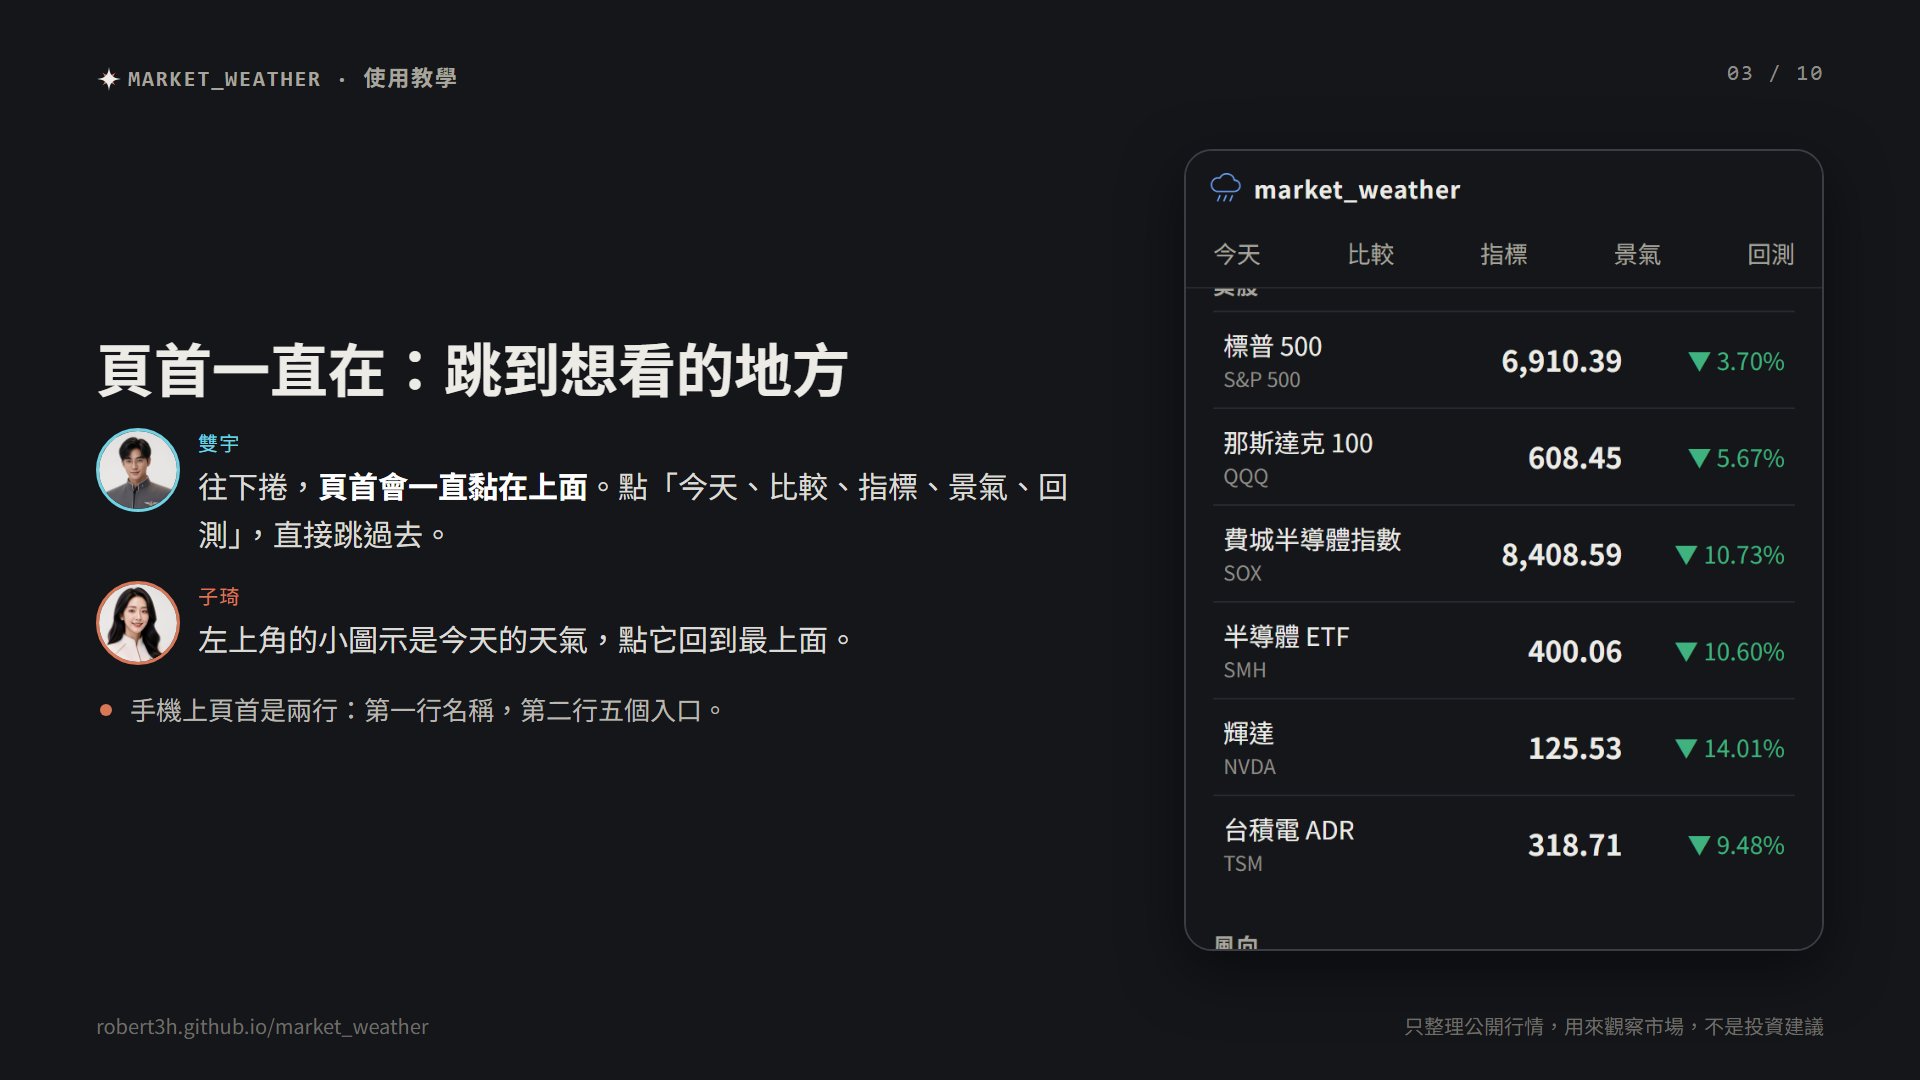 MARKET_WEATHER · 使用教學
03 / 10
頁首一直在：跳到想看的地方
雙宇
往下捲，頁首會一直黏在上面。點「今天、比較、指標、景氣、回
測」，直接跳過去。
子琦
左上角的小圖示是今天的天氣，點它回到最上面。
手機上頁首是兩行：第一行名稱，第二行五個入口。
market_weather
今天 比較 指標 景氣 回測
標普 500 6,910.39 ▼ 3.70%
S&P 500
那斯達克 100 608.45 ▼ 5.67%
QQQ
費城半導體指數 8,408.59 ▼ 10.73%
SOX
半導體 ETF 400.06 ▼ 10.60%
SMH
輝達 125.53 ▼ 14.01%
NVDA
台積電 ADR 318.71 ▼ 9.48%
TSM
風向
robert3h.github.io/market_weather
只整理公開行情，用來觀察市場，不是投資建議